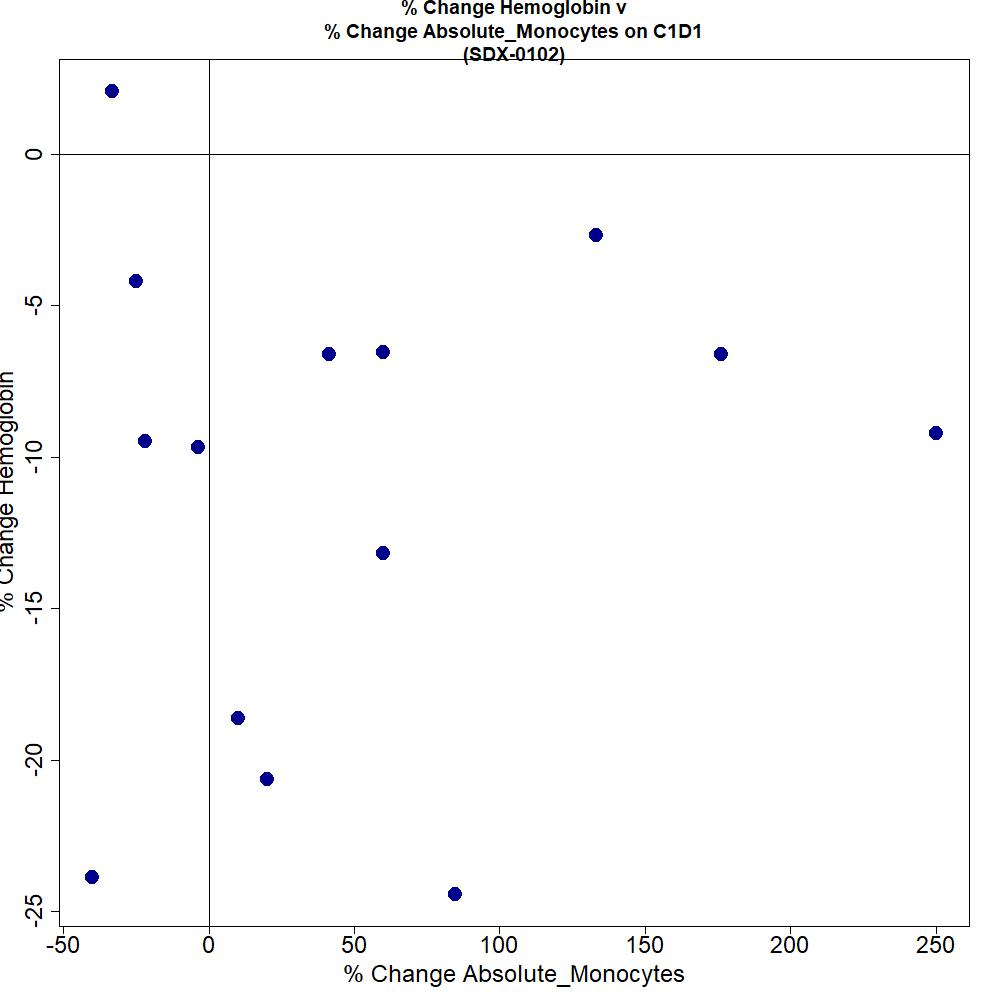 % Change Hemoglobin v
% Change Absolute_Monocytes on C1D1
(SDX-0102)
% Change Hemoglobin
0
-5
-10
-15
-20
-25
-50 0 50 100 150 200 250
% Change Absolute_Monocytes